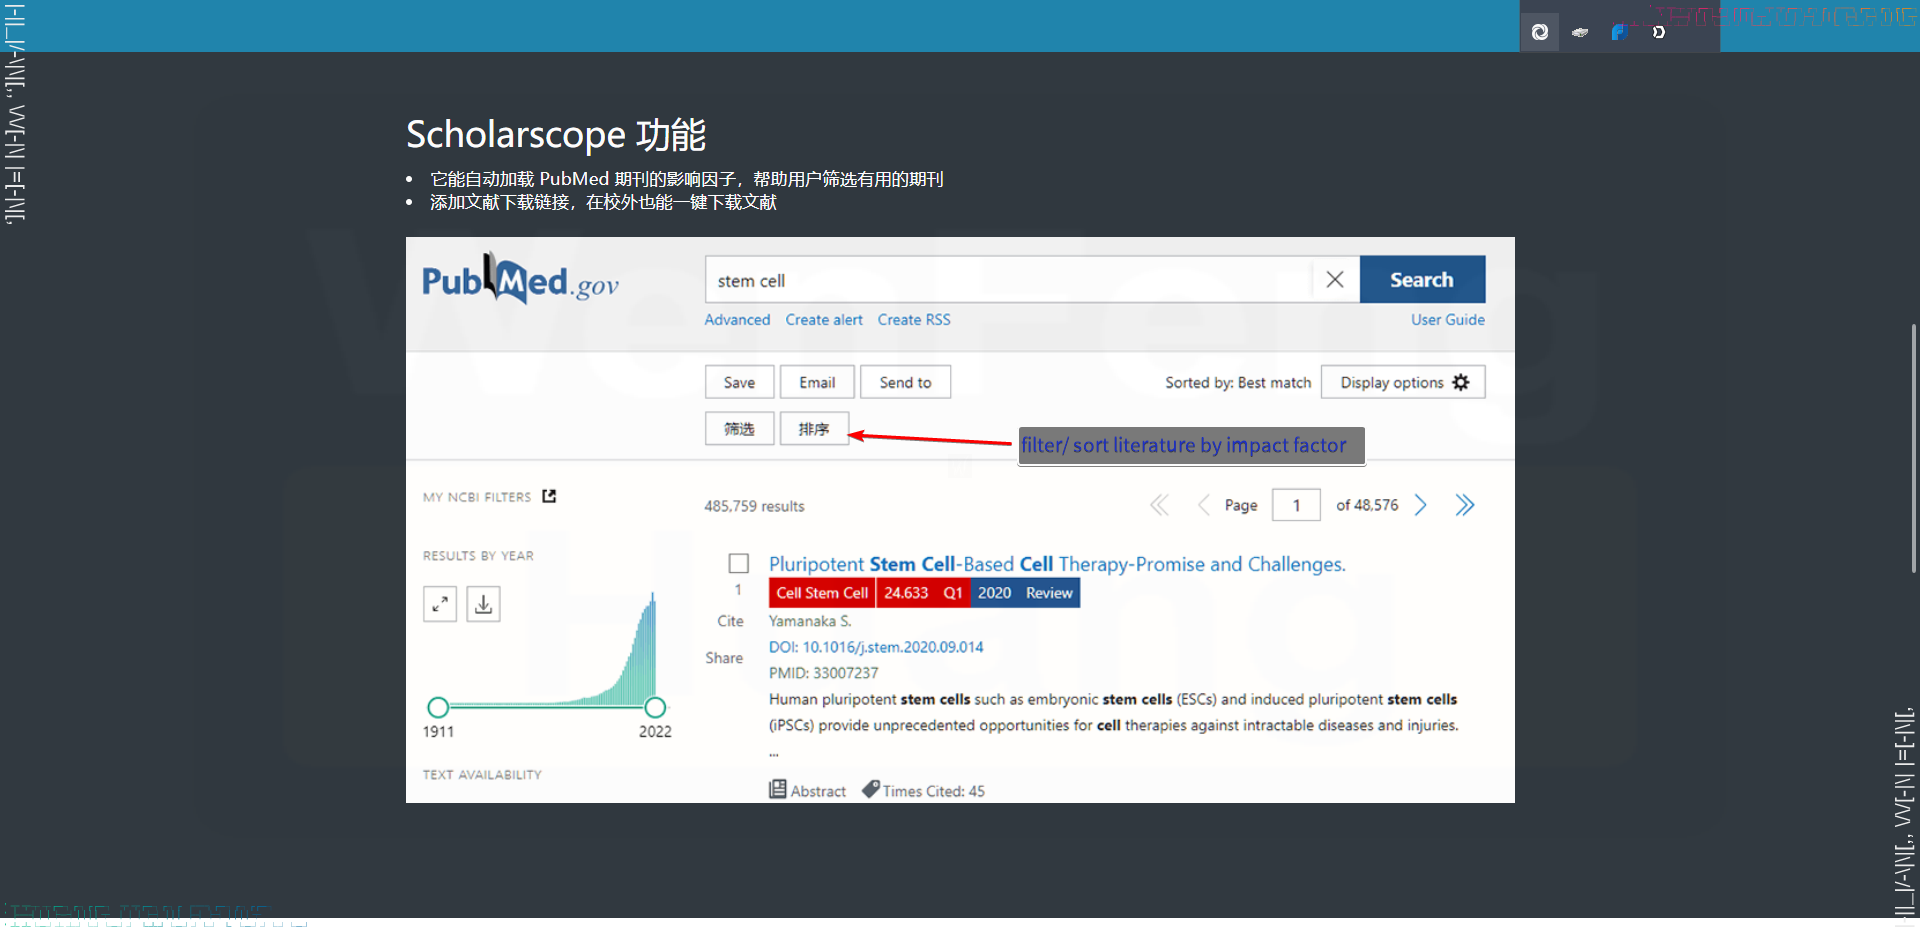 Scholarscope 功能
• 它能自动加载 PubMed 期刊的影响因子，帮助用户筛选有用的期刊
• 添加文献下载链接，在校外也能一键下载文献
PubMed.gov
stem cell
Search
Advanced Create alert Create RSS
User Guide
Save Email Send to
Sorted by: Best match
Display options
筛选 排序
filter/ sort literature by impact factor
MY NCBI FILTERS
485,759 results
Page 1 of 48,576
RESULTS BY YEAR
1911 2022
TEXT AVAILABILITY
Pluripotent Stem Cell-Based Cell Therapy-Promise and Challenges.
1
Cell Stem Cell 24.633 Q1 2020 Review
Cite
Yamanaka S.
Share
DOI: 10.1016/j.stem.2020.09.014
PMID: 33007237
Human pluripotent stem cells such as embryonic stem cells (ESCs) and induced pluripotent stem cells
(iPSCs) provide unprecedented opportunities for cell therapies against intractable diseases and injuries.
...
Abstract Times Cited: 45